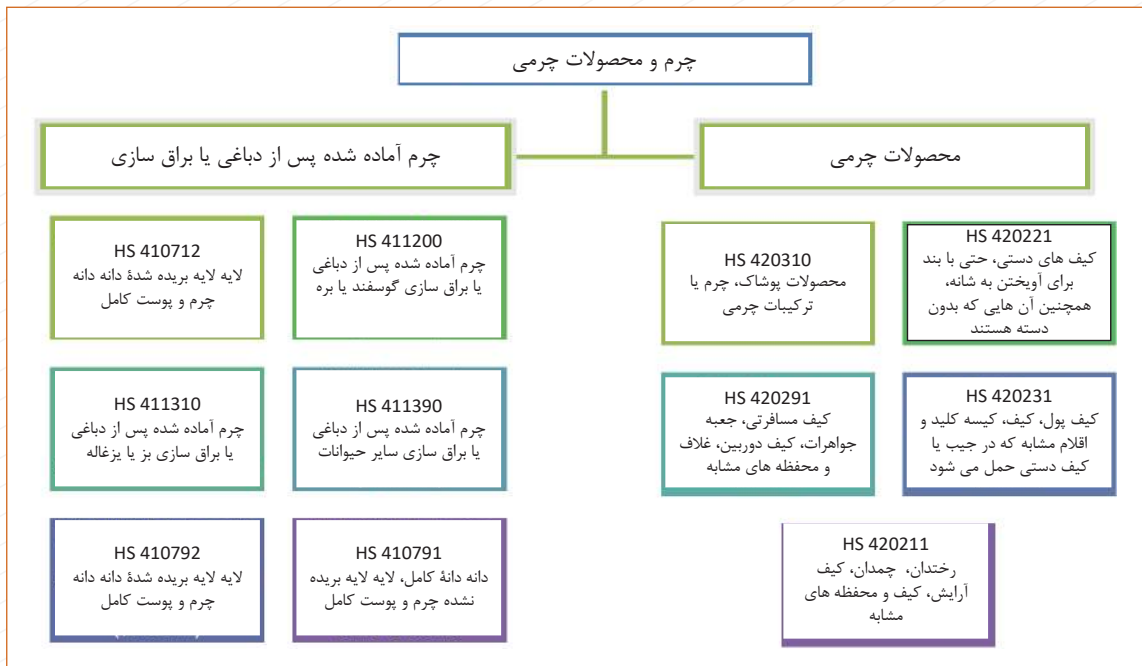 چرم و محصولات چرمی
محصولات چرمی
چرم آماده شده پس از دباغی یا براق سازی
HS 420221
کیف های دستی، حتی با بند
برای آویختن به شانه،
همچنین آن هایی که بدون
دسته هستند
HS 420310
محصولات پوشاک، چرم یا
ترکیبات چرمی
HS 420231
کیف پول، کیف، کیسه کلید و
اقلام مشابه که در جیب یا
کیف دستی حمل می شود
HS 420291
کیف مسافرتی، جعبه
جواهرات، کیف دوربین، غلاف
و محفظه های مشابه
HS 420211
رختدان، چمدان، کیف
آرایش، کیف و محفظه های
مشابه
HS 411200
چرم آماده شده پس از دباغی
یا براق سازی گوسفند یا بره
HS 410712
لایه لایه بریده شدۀ دانه دانه
چرم و پوست کامل
HS 411390
چرم آماده شده پس از دباغی
یا براق سازی سایر حیوانات
HS 411310
چرم آماده شده پس از دباغی
یا براق سازی بز یا یزغاله
HS 410791
دانه دانۀ کامل، لایه لایه بریده
نشده چرم و پوست کامل
HS 410792
لایه لایه بریده شدۀ دانه دانه
چرم و پوست کامل